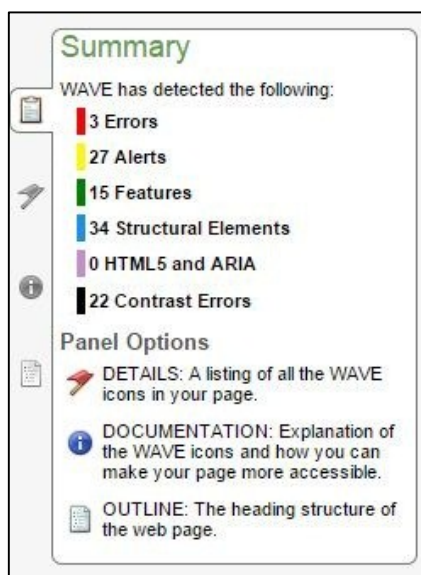 Summary
WAVE has detected the following:
3 Errors
27 Alerts
15 Features
34 Structural Elements
0 HTML5 and ARIA
22 Contrast Errors
Panel Options
DETAILS: A listing of all the WAVE
icons in your page.
DOCUMENTATION: Explanation of
the WAVE icons and how you can
make your page more accessible.
OUTLINE: The heading structure of
the web page.